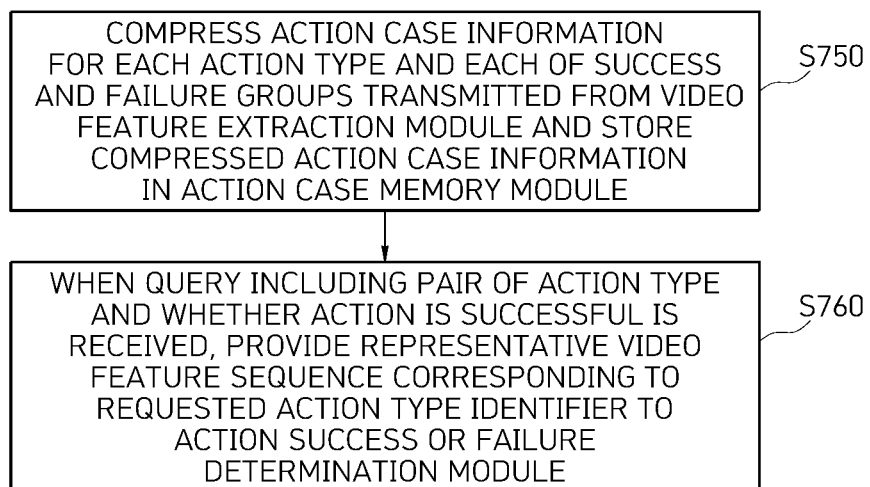 COMPRESS ACTION CASE INFORMATION
FOR EACH ACTION TYPE AND EACH OF SUCCESS
AND FAILURE GROUPS TRANSMITTED FROM VIDEO
FEATURE EXTRACTION MODULE AND STORE
COMPRESSED ACTION CASE INFORMATION
IN ACTION CASE MEMORY MODULE
S750
WHEN QUERY INCLUDING PAIR OF ACTION TYPE
AND WHETHER ACTION IS SUCCESSFUL IS
RECEIVED, PROVIDE REPRESENTATIVE VIDEO
FEATURE SEQUENCE CORRESPONDING TO
REQUESTED ACTION TYPE IDENTIFIER TO
ACTION SUCCESS OR FAILURE
DETERMINATION MODULE
S760